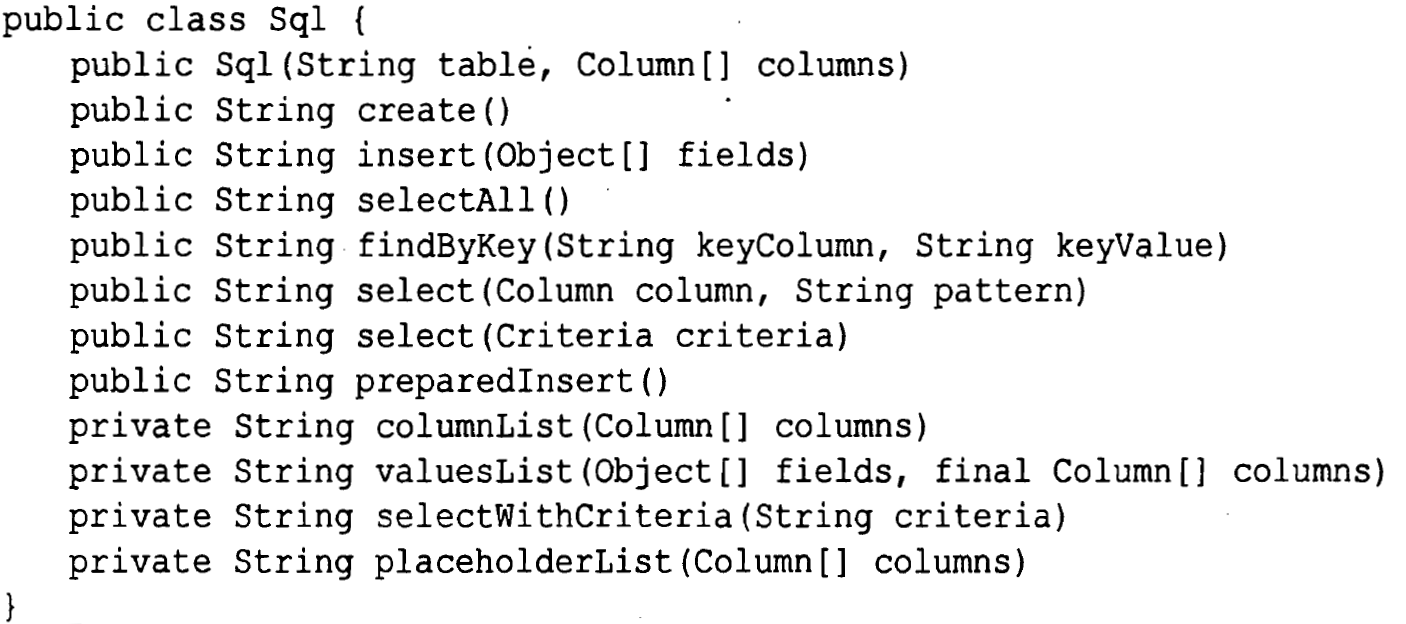 public class Sql {
    public Sql(String table, Column[] columns)
    public String create()
    public String insert(Object[] fields)
    public String selectAll()
    public String findByKey(String keyColumn, String keyValue)
    public String select(Column column, String pattern)
    public String select(Criteria criteria)
    public String preparedInsert()
    private String columnList(Column[] columns)
    private String valuesList(Object[] fields, final Column[] columns)
    private String selectWithCriteria(String criteria)
    private String placeholderList(Column[] columns)
}